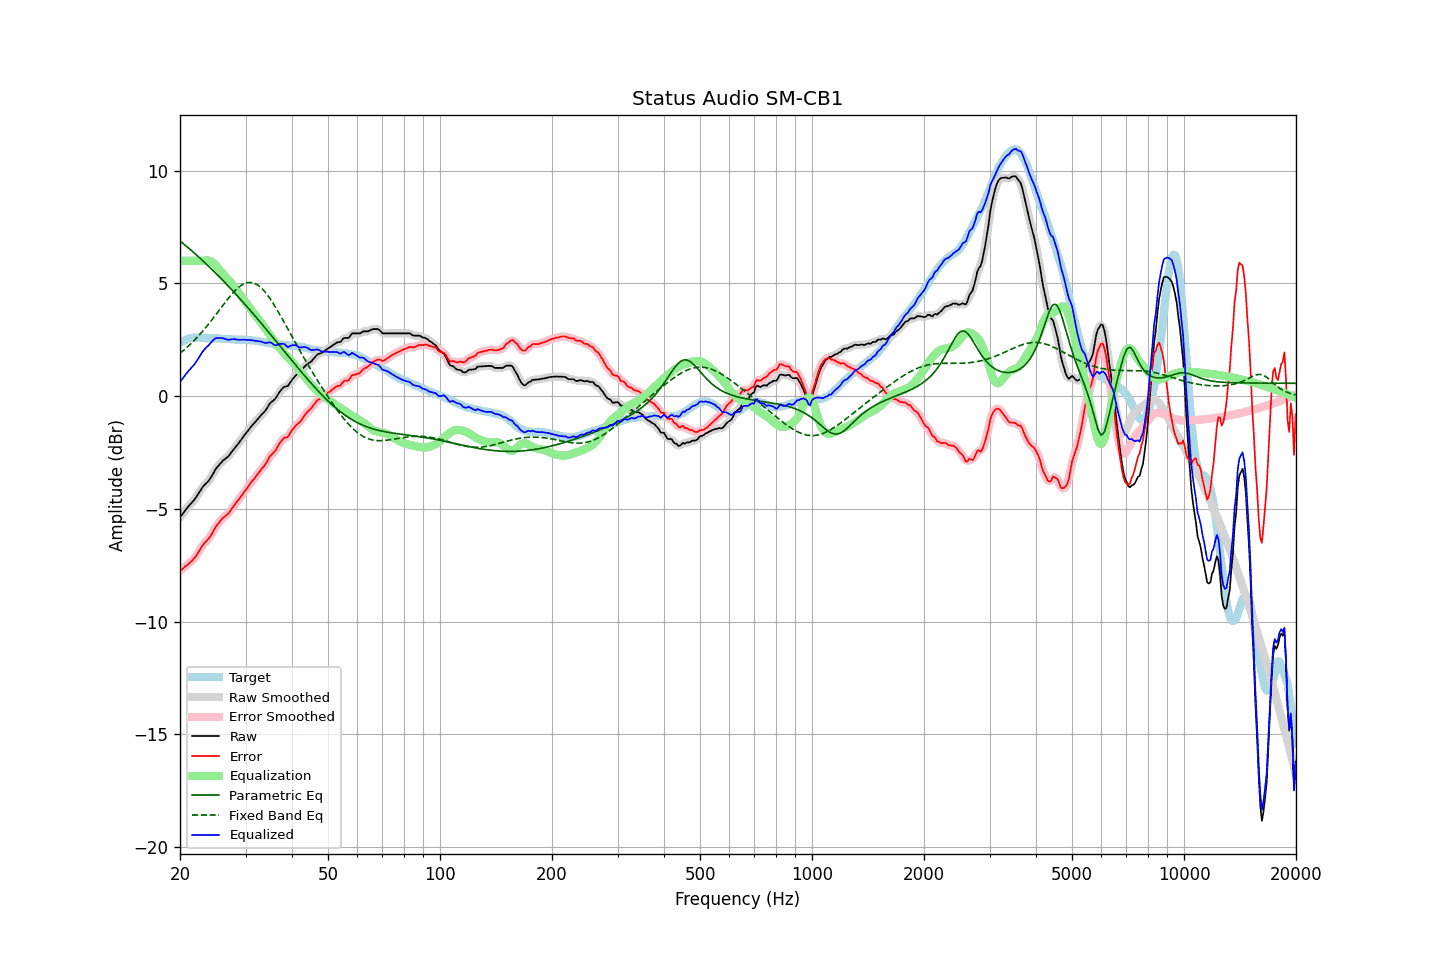 Status Audio SM-CB1
Amplitude (dBr)
10
5
0
−5
−10
−15
−20
Target
Raw Smoothed
Error Smoothed
Raw
Error
Equalization
Parametric Eq
Fixed Band Eq
Equalized
20 50 100 200 500 1000 2000 5000 10000 20000
Frequency (Hz)